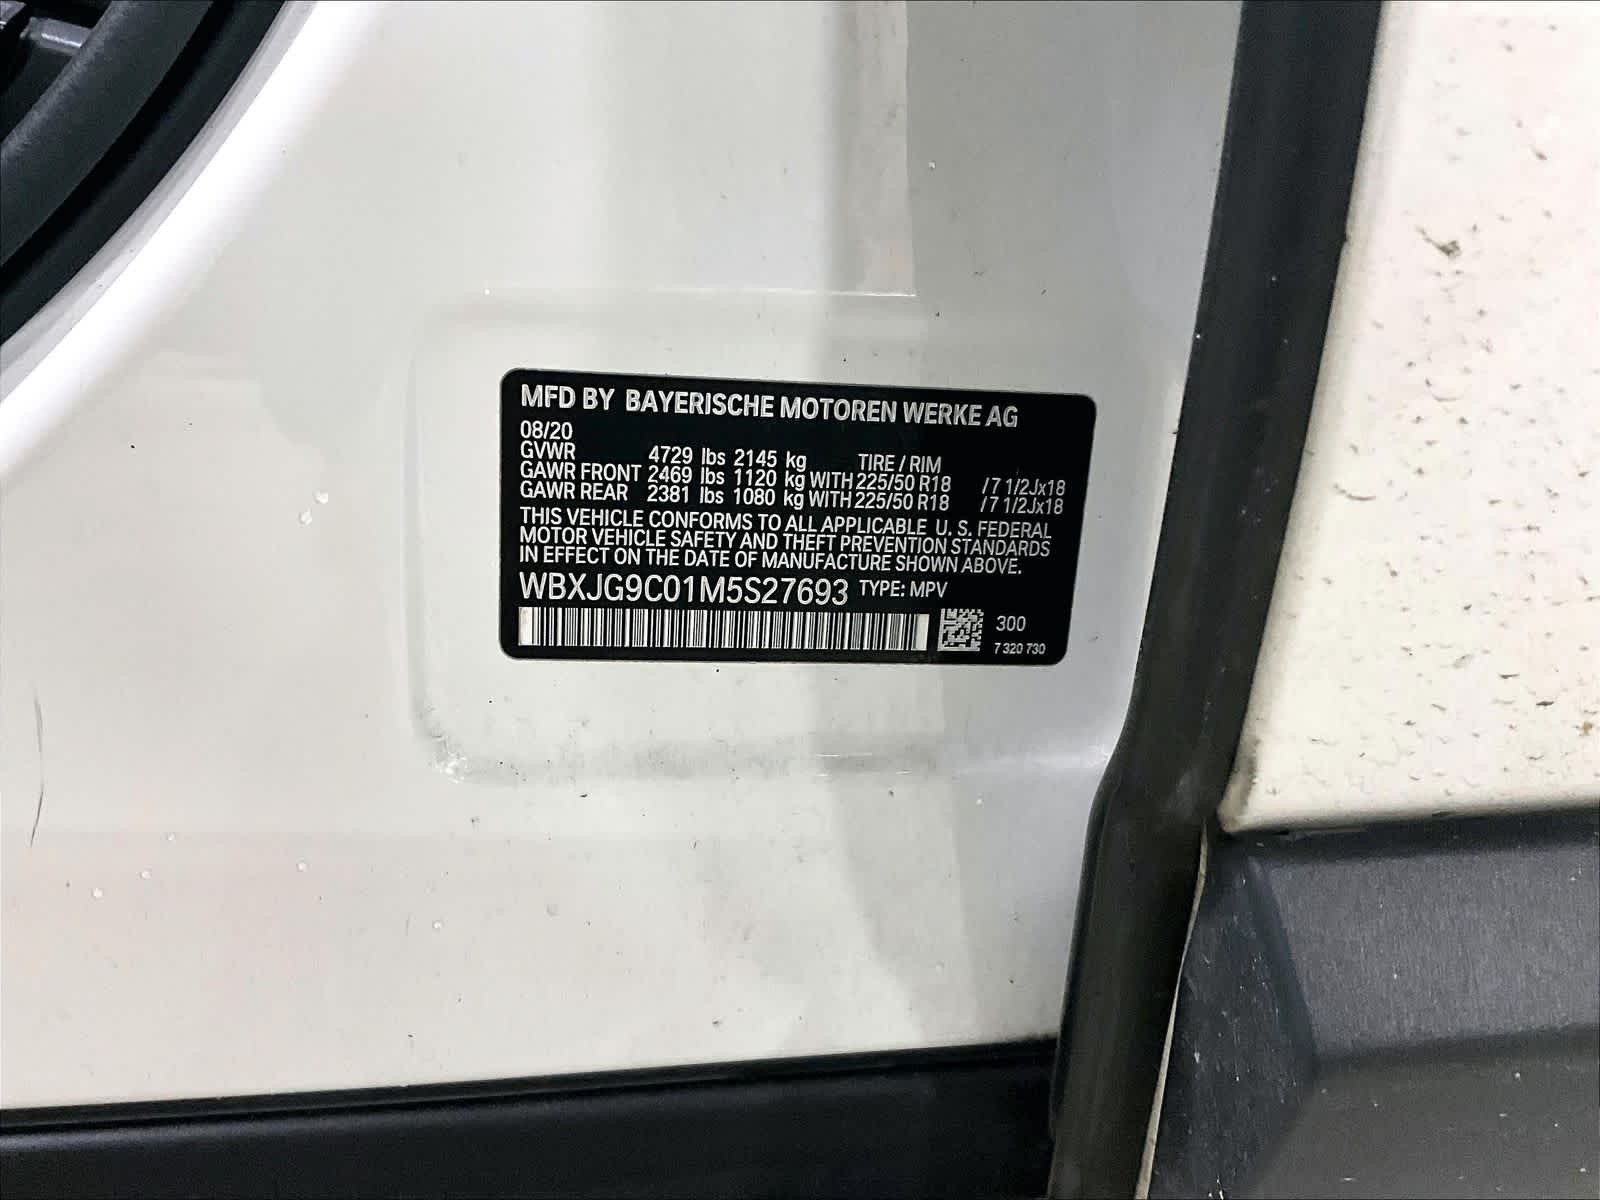 MFD BY BAYERISCHE MOTOREN WERKE AG
08/20
GVWR 4729 lbs 2145 kg TIRE / RIM
GAWR FRONT 2469 lbs 1120 kg WITH 225/50 R18 /7 1/2Jx18
GAWR REAR 2381 lbs 1080 kg WITH 225/50 R18 /7 1/2Jx18
THIS VEHICLE CONFORMS TO ALL APPLICABLE U. S. FEDERAL
MOTOR VEHICLE SAFETY AND THEFT PREVENTION STANDARDS
IN EFFECT ON THE DATE OF MANUFACTURE SHOWN ABOVE.
WBXJG9C01M5S27693 TYPE: MPV
300
7 320 730